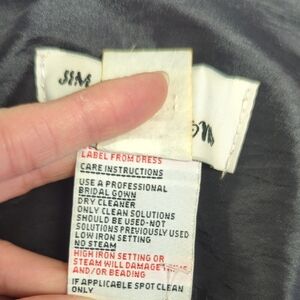 JIM
LABEL FROM DRESS
CARE INSTRUCTIONS
USE A PROFESSIONAL
BRIDAL GOWN
DRY CLEANER
ONLY CLEAN SOLUTIONS
SHOULD BE USED-NOT
SOLUTIONS PREVIOUSLY USED
LOW IRON SETTING
NO STEAM
HIGH IRON SETTING OR
STEAM WILL DAMAGE
AND/OR BEADING
IF APPLICABLE SPOT CLEAN
ONLY